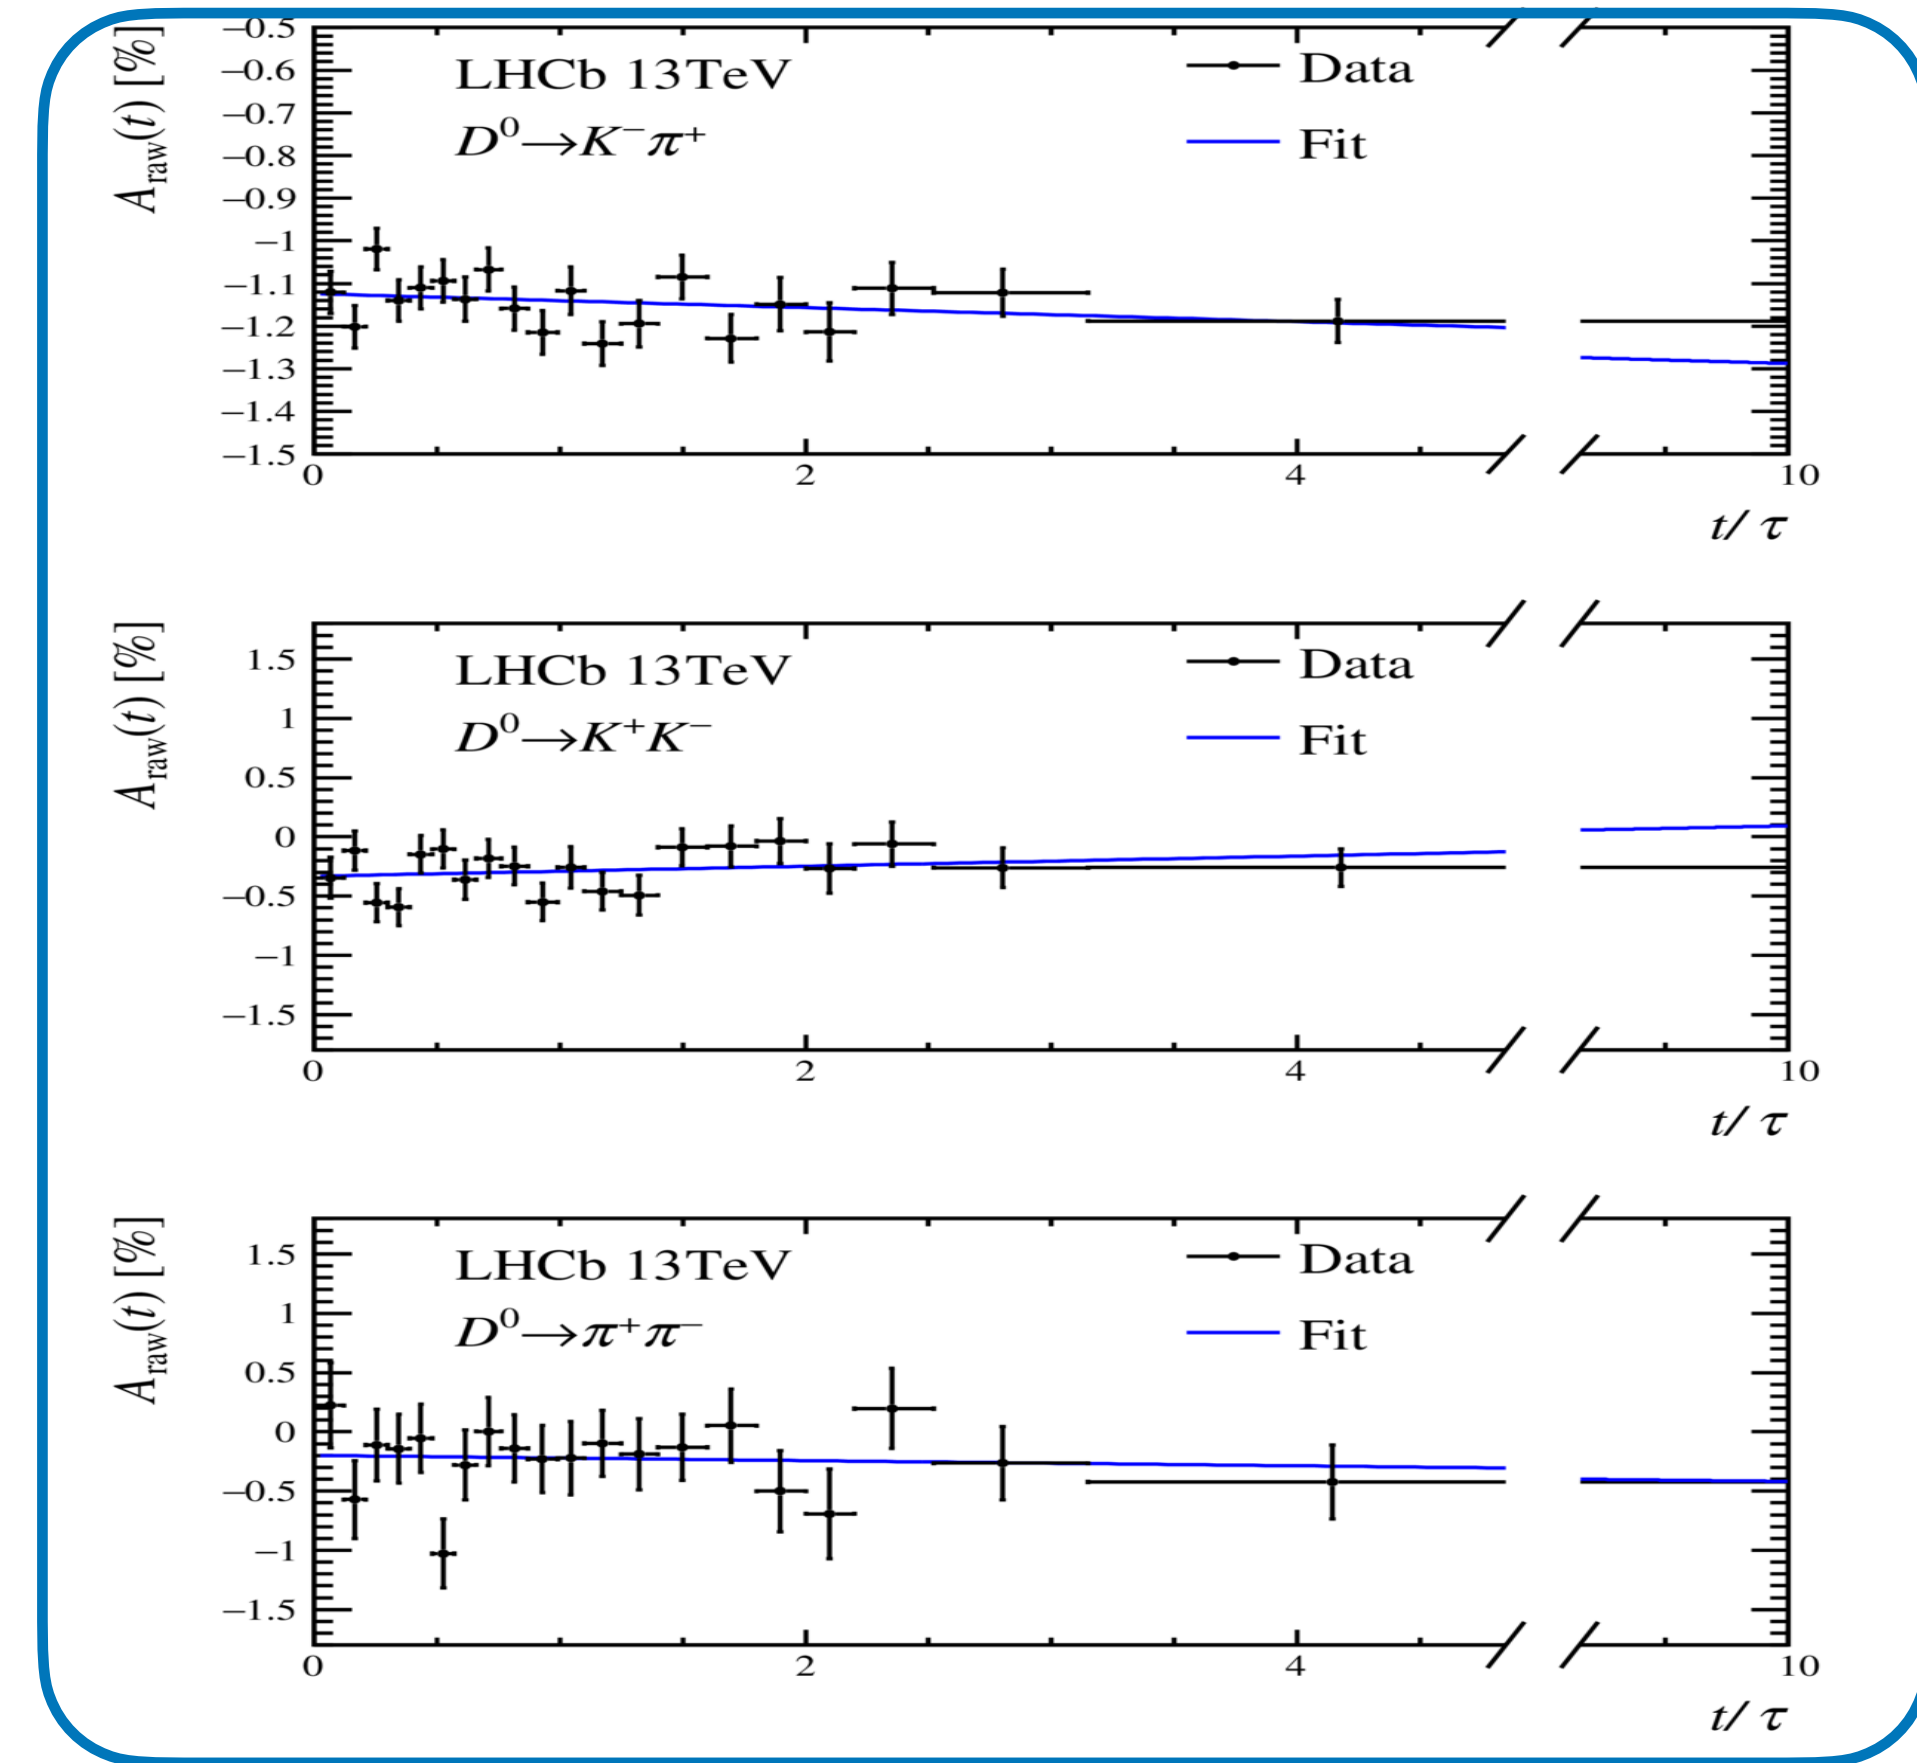 A_raw(t) [%]
−0.5
−0.6
−0.7
−0.8
−0.9
−1
−1.1
−1.2
−1.3
−1.4
−1.5
LHCb 13TeV
D⁰→K⁻π⁺
Data
Fit
0 2 4 10
t/ τ
A_raw(t) [%]
1.5
1
0.5
0
−0.5
−1
−1.5
LHCb 13TeV
D⁰→K⁺K⁻
Data
Fit
0 2 4 10
t/ τ
A_raw(t) [%]
1.5
1
0.5
0
−0.5
−1
−1.5
LHCb 13TeV
D⁰→π⁺π⁻
Data
Fit
0 2 4 10
t/ τ